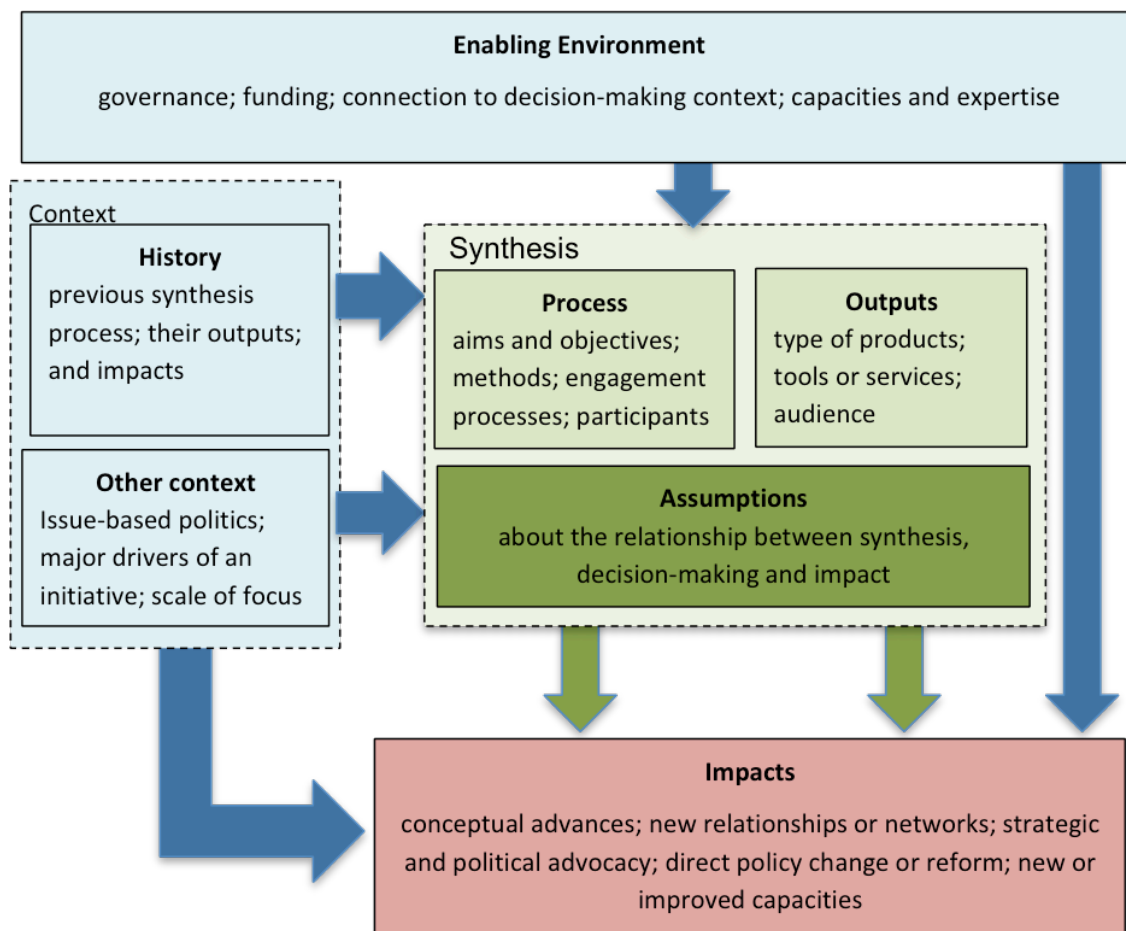 Enabling Environment
governance; funding; connection to decision-making context; capacities and expertise
Context
History
previous synthesis
process; their outputs;
and impacts
Other context
Issue-based politics;
major drivers of an
initiative; scale of focus
Synthesis
Process
aims and objectives;
methods; engagement
processes; participants
Outputs
type of products;
tools or services;
audience
Assumptions
about the relationship between synthesis,
decision-making and impact
Impacts
conceptual advances; new relationships or networks; strategic
and political advocacy; direct policy change or reform; new or
improved capacities